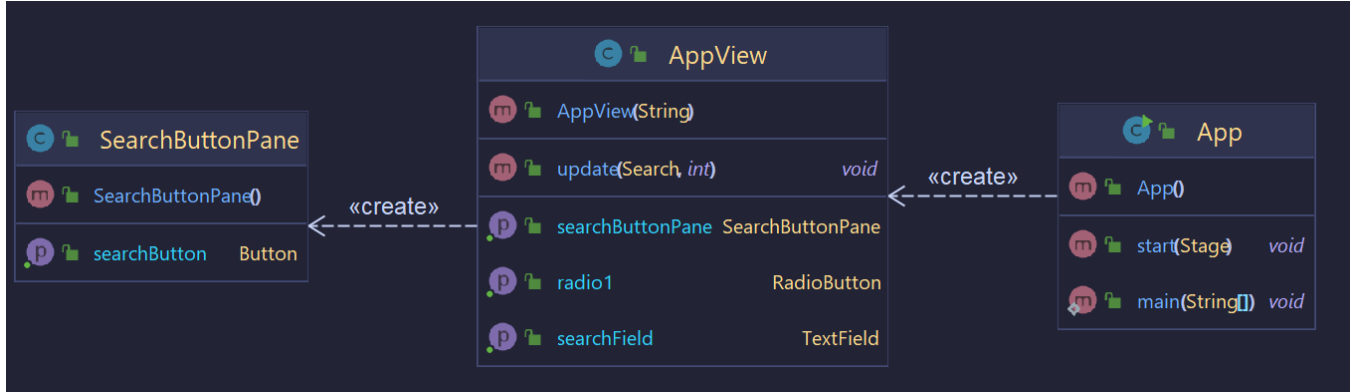 SearchButtonPane
SearchButtonPane()
searchButton Button
«create»
AppView
AppView(String)
update(Search, int) void
searchButtonPane SearchButtonPane
radio1 RadioButton
searchField TextField
«create»
App
App()
start(Stage) void
main(String[]) void